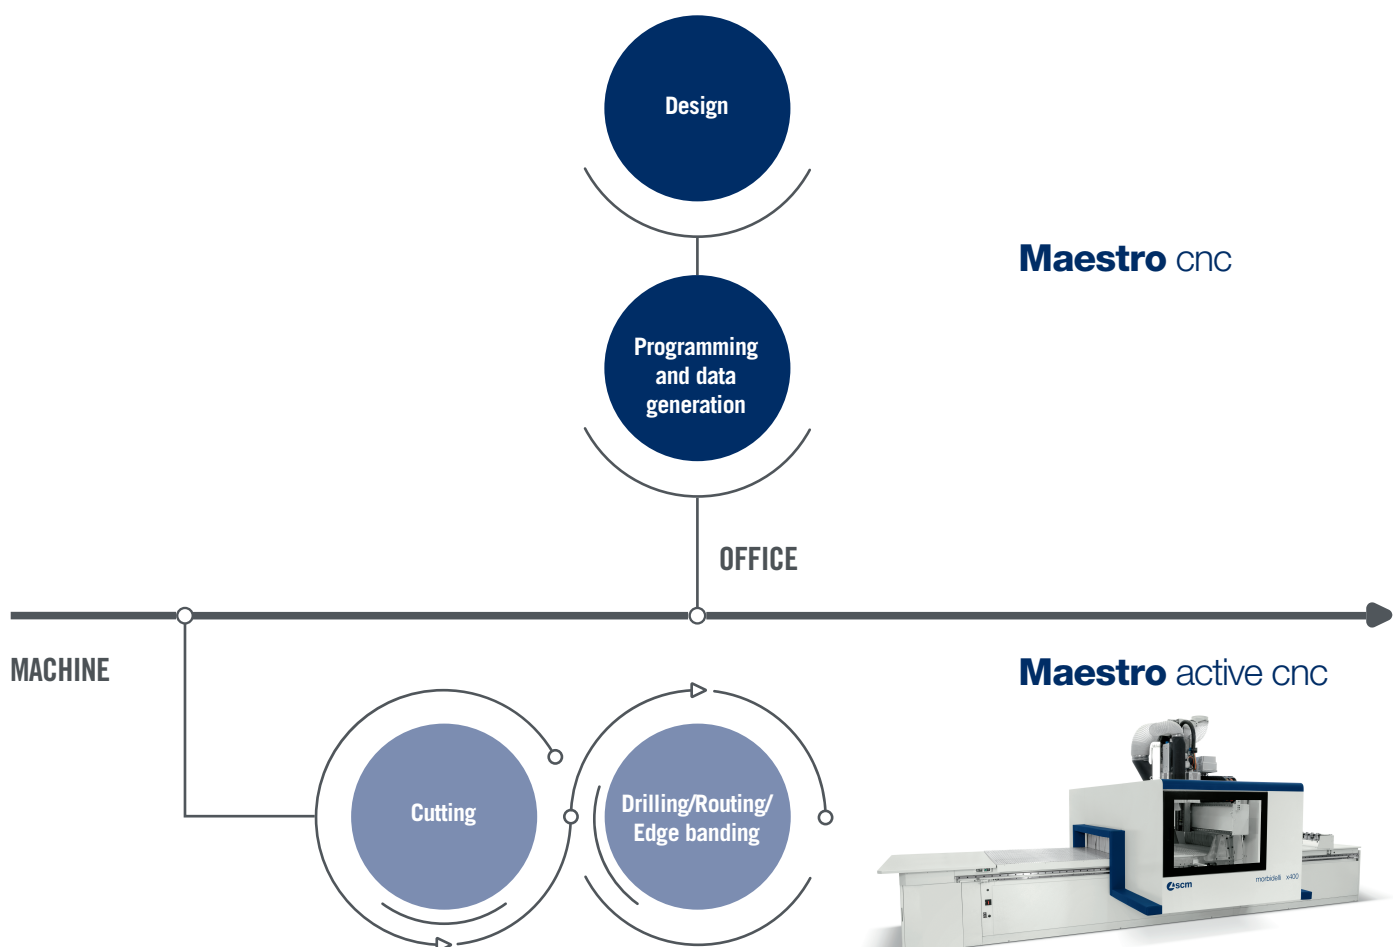 Design
Maestro cnc
Programming
and data
generation
OFFICE
MACHINE
Maestro active cnc
Cutting
Drilling/Routing/
Edge banding
scm
morbidelli x400